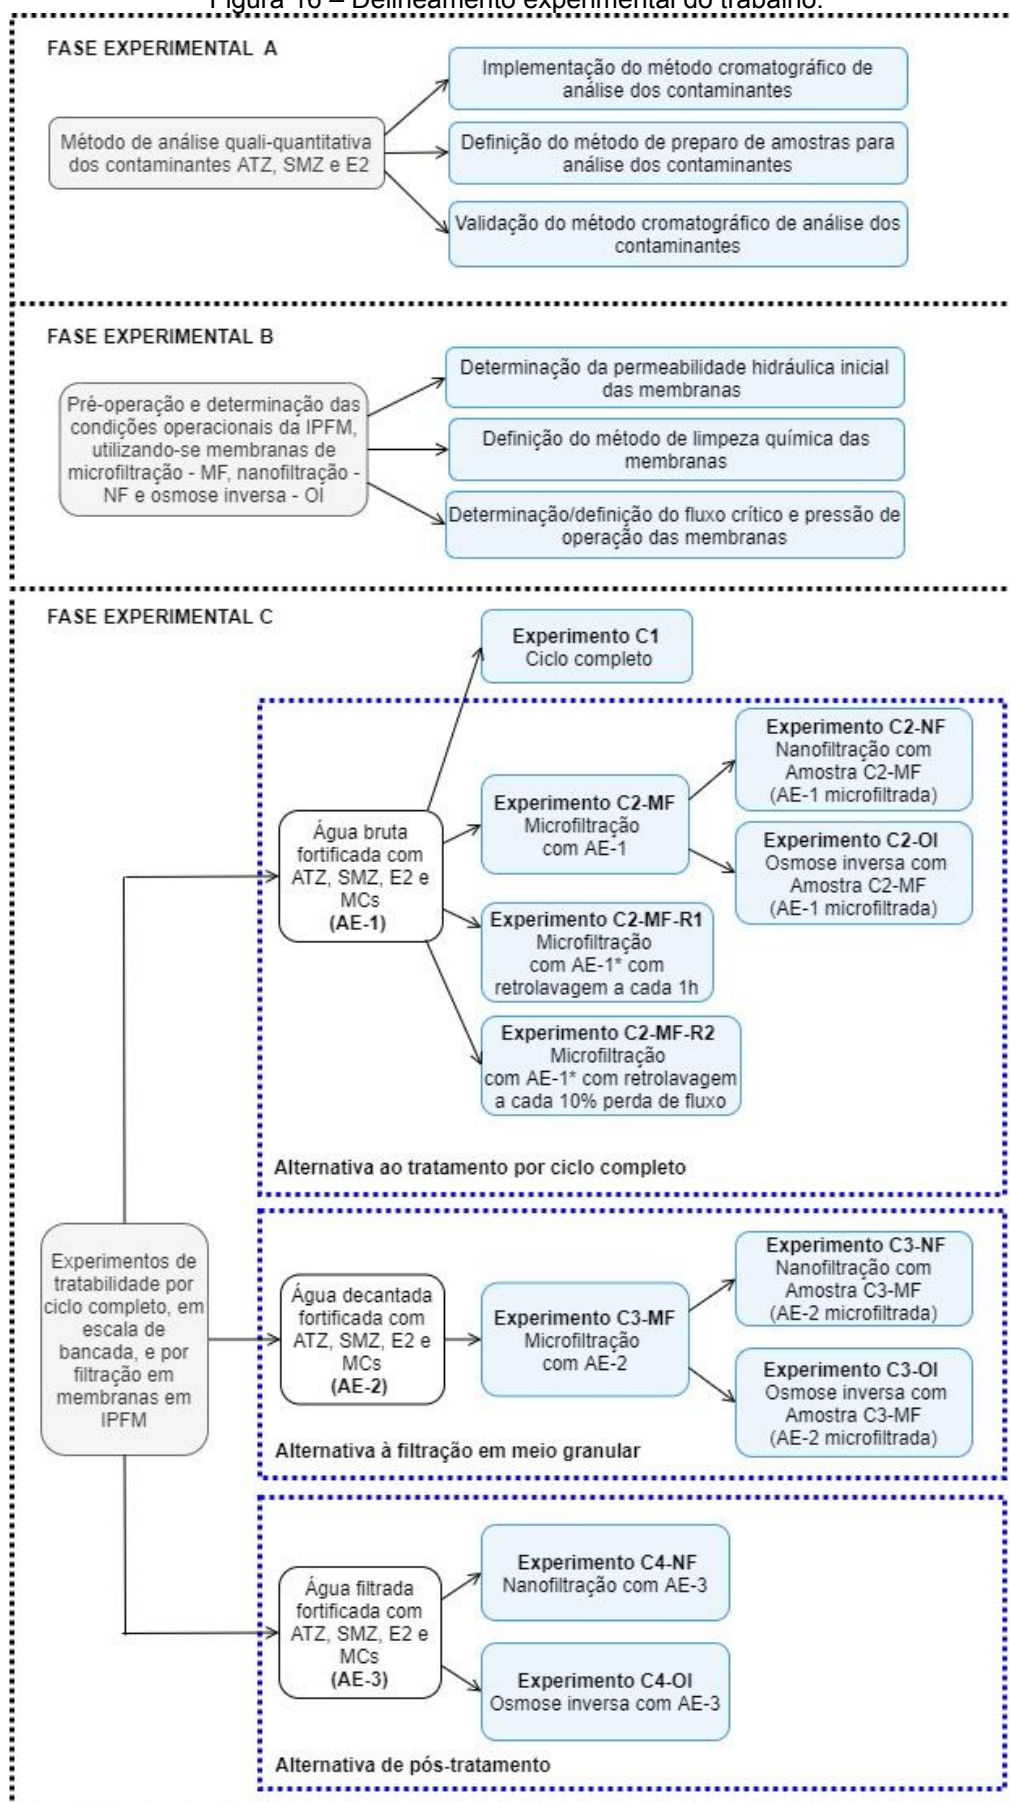 Figura 16 – Delineamento experimental do trabalho.
FASE EXPERIMENTAL A
Método de análise quali-quantitativa
dos contaminantes ATZ, SMZ e E2
Implementação do método cromatográfico de
análise dos contaminantes
Definição do método de preparo de amostras para
análise dos contaminantes
Validação do método cromatográfico de análise dos
contaminantes
FASE EXPERIMENTAL B
Pré-operação e determinação das
condições operacionais da IPFM,
utilizando-se membranas de
microfiltração - MF, nanofiltração -
NF e osmose inversa - OI
Determinação da permeabilidade hidráulica inicial
das membranas
Definição do método de limpeza química das
membranas
Determinação/definição do fluxo crítico e pressão de
operação das membranas
FASE EXPERIMENTAL C
Experimentos de
tratabilidade por
ciclo completo, em
escala de
bancada, e por
filtração em
membranas em
IPFM
Experimento C1
Ciclo completo
Água bruta
fortificada com
ATZ, SMZ, E2 e
MCs
(AE-1)
Experimento C2-MF
Microfiltração
com AE-1
Experimento C2-NF
Nanofiltração com
Amostra C2-MF
(AE-1 microfiltrada)
Experimento C2-OI
Osmose inversa com
Amostra C2-MF
(AE-1 microfiltrada)
Experimento C2-MF-R1
Microfiltração
com AE-1* com
retrolavagem a cada 1h
Experimento C2-MF-R2
Microfiltração
com AE-1* com retrolavagem
a cada 10% perda de fluxo
Alternativa ao tratamento por ciclo completo
Água decantada
fortificada com
ATZ, SMZ, E2 e
MCs
(AE-2)
Experimento C3-MF
Microfiltração
com AE-2
Experimento C3-NF
Nanofiltração com
Amostra C3-MF
(AE-2 microfiltrada)
Experimento C3-OI
Osmose inversa com
Amostra C3-MF
(AE-2 microfiltrada)
Alternativa à filtração em meio granular
Água filtrada
fortificada com
ATZ, SMZ, E2 e
MCs
(AE-3)
Experimento C4-NF
Nanofiltração com AE-3
Experimento C4-OI
Osmose inversa com AE-3
Alternativa de pós-tratamento